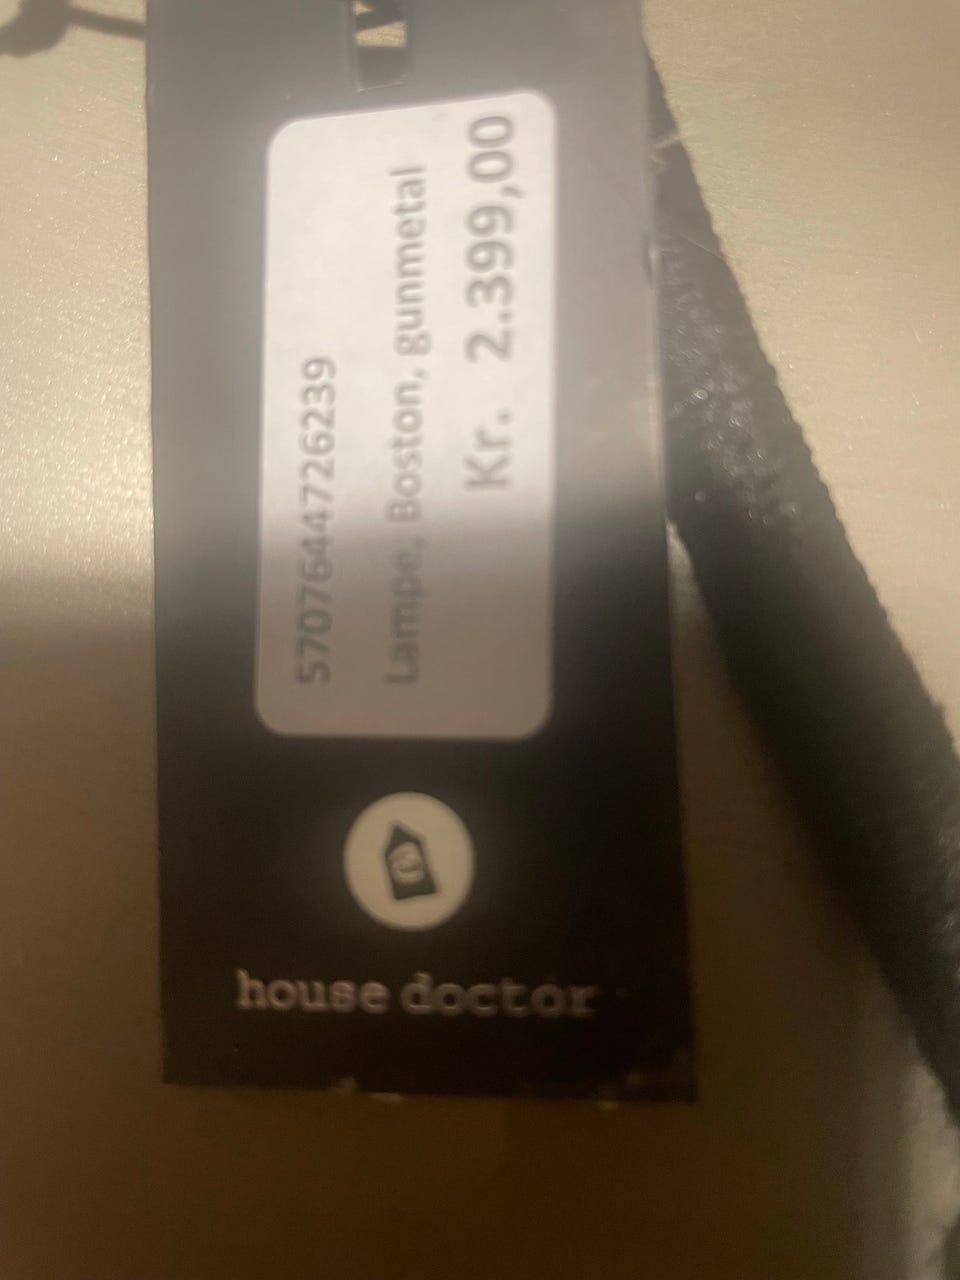 5707644726239
Lampe, Boston, gunmetal
Kr. 2.399,00
house doctor